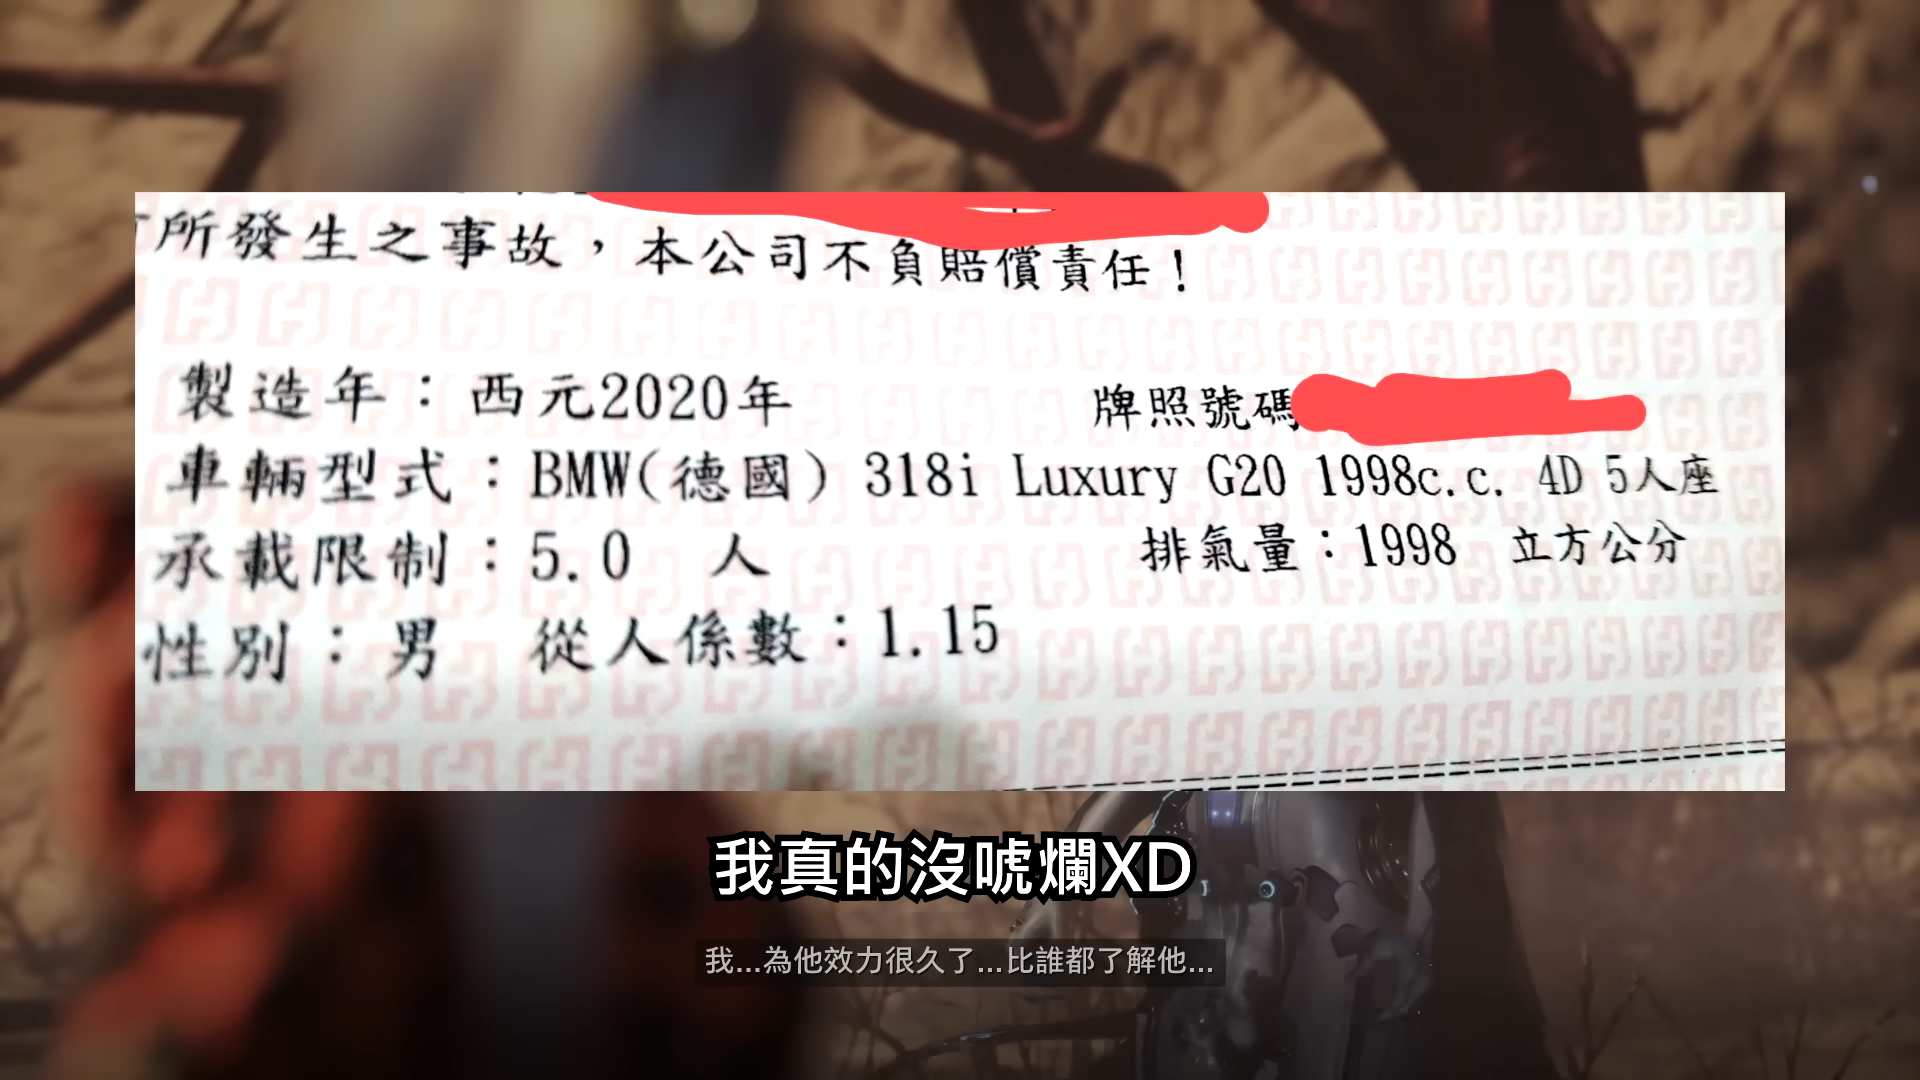 所發生之事故，本公司不負賠償責任！
製造年：西元2020年 牌照號碼
車輛型式：BMW(德國) 318i Luxury G20 1998c.c. 4D 5人座
承載限制：5.0 人 排氣量：1998 立方公分
性別：男 從人係數：1.15
我真的沒唬爛XD
我...為他效力很久了...比誰都了解他...